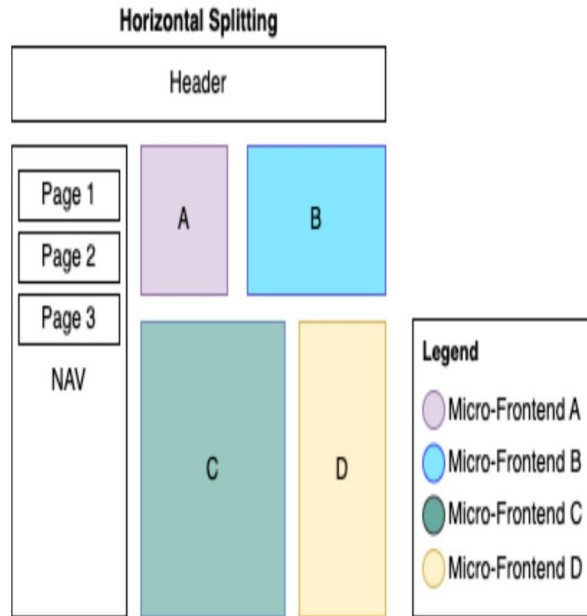 Horizontal Splitting
Header
Page 1
Page 2
Page 3
NAV
A
B
C
D
Legend
Micro-Frontend A
Micro-Frontend B
Micro-Frontend C
Micro-Frontend D